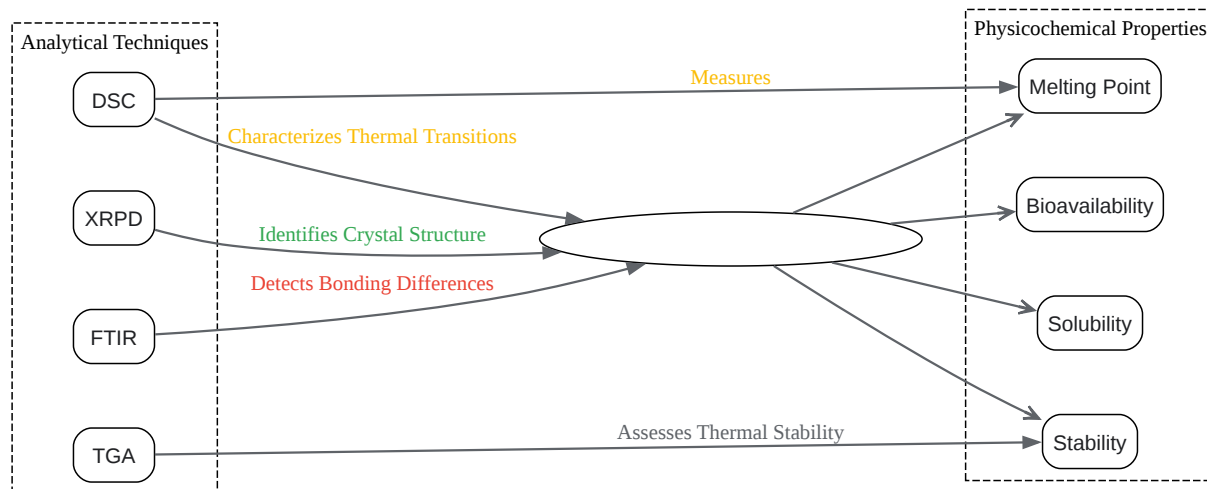 Analytical Techniques
DSC
XRPD
FTIR
TGA
Measures
Characterizes Thermal Transitions
Identifies Crystal Structure
Detects Bonding Differences
Assesses Thermal Stability
Physicochemical Properties
Melting Point
Bioavailability
Solubility
Stability